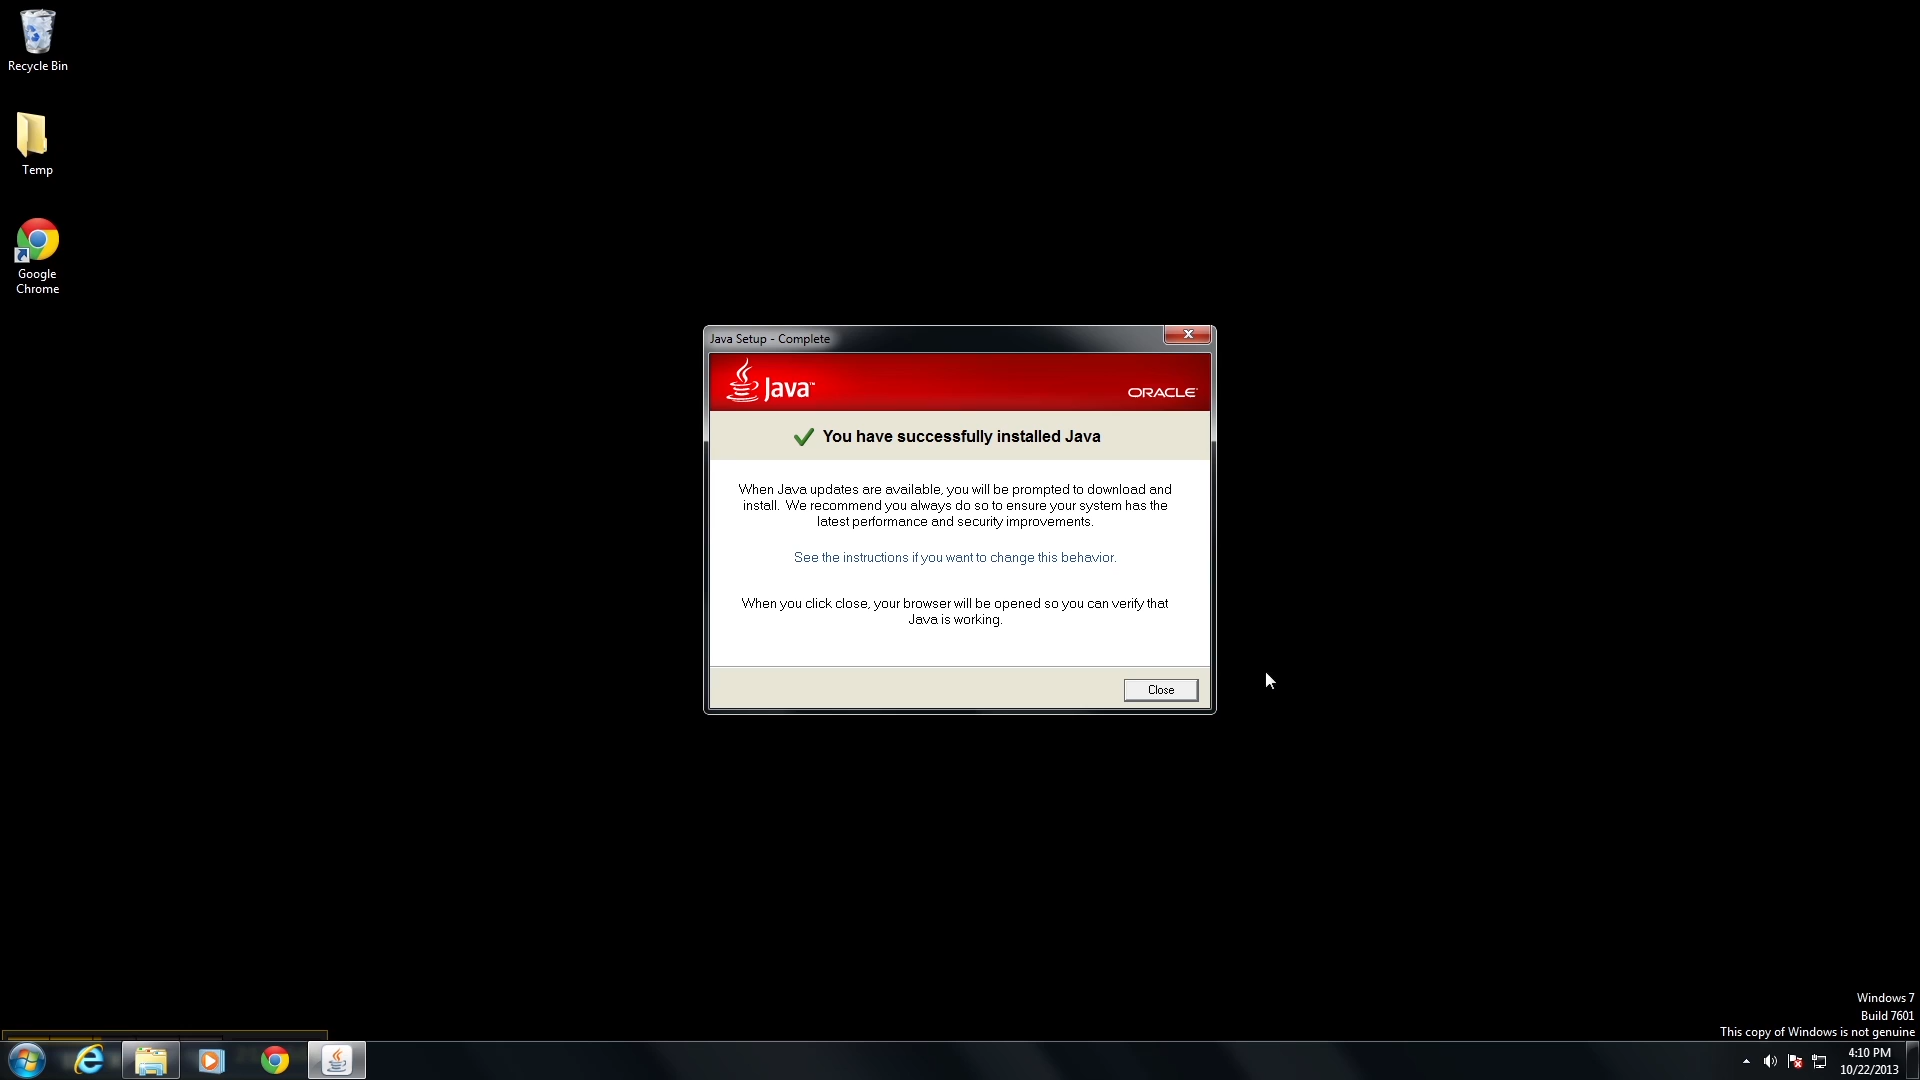 Recycle Bin
Temp
Google
Chrome
Java Setup - Complete
Java™
ORACLE
You have successfully installed Java
When Java updates are available, you will be prompted to download and
install. We recommend you always do so to ensure your system has the
latest performance and security improvements.
See the instructions if you want to change this behavior.
When you click close, your browser will be opened so you can verify that
Java is working.
Close
Windows 7
Build 7601
This copy of Windows is not genuine
4:10 PM
10/22/2013